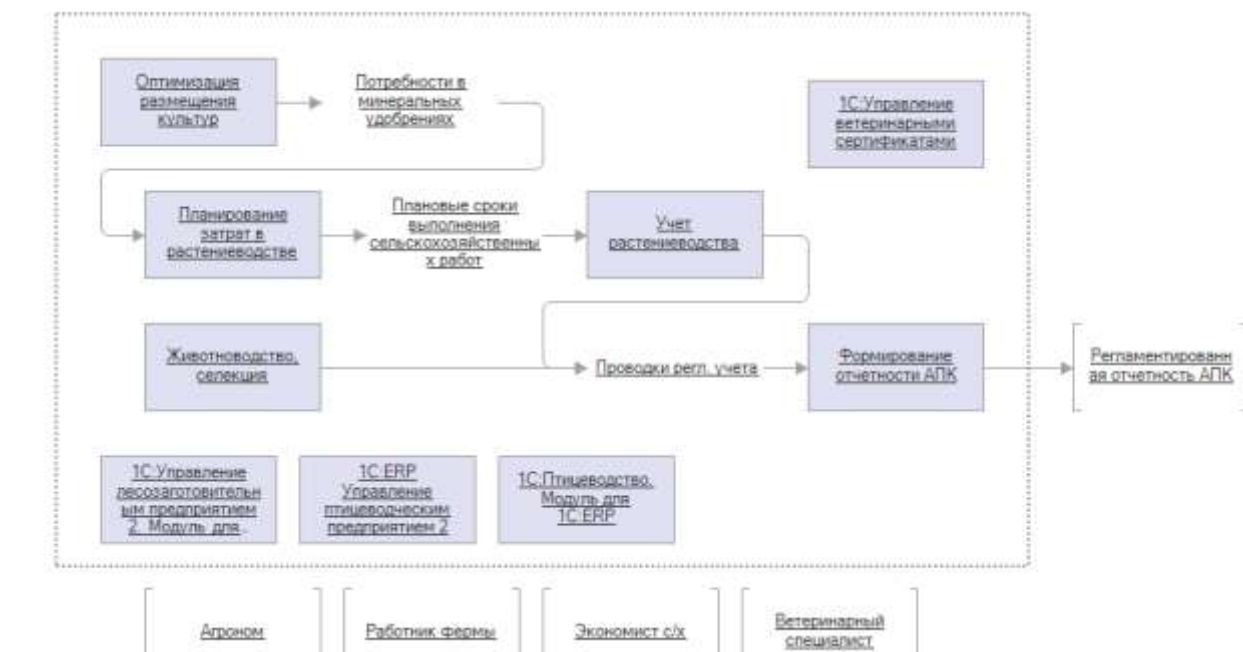 Оптимизация
размещения
культур
Потребности в
минеральных
удобрениях
1С:Управление
ветеринарными
сертификатами
Планирование
затрат в
растениеводстве
Плановые сроки
выполнения
сельскохозяйственны
х работ
Учет
растениеводства
Животноводство,
селекция
Проводки регл. учета
Формирование
отчетности АПК
Регламентированн
ая отчетность АПК
1С:Управление
лесозаготовительн
ым предприятием
2. Модуль для...
1С:ERP
Управление
птицеводческим
предприятием 2
1С:Птицеводство.
Модуль для
1С:ERP
Агроном
Работник фермы
Экономист с/х
Ветеринарный
специалист